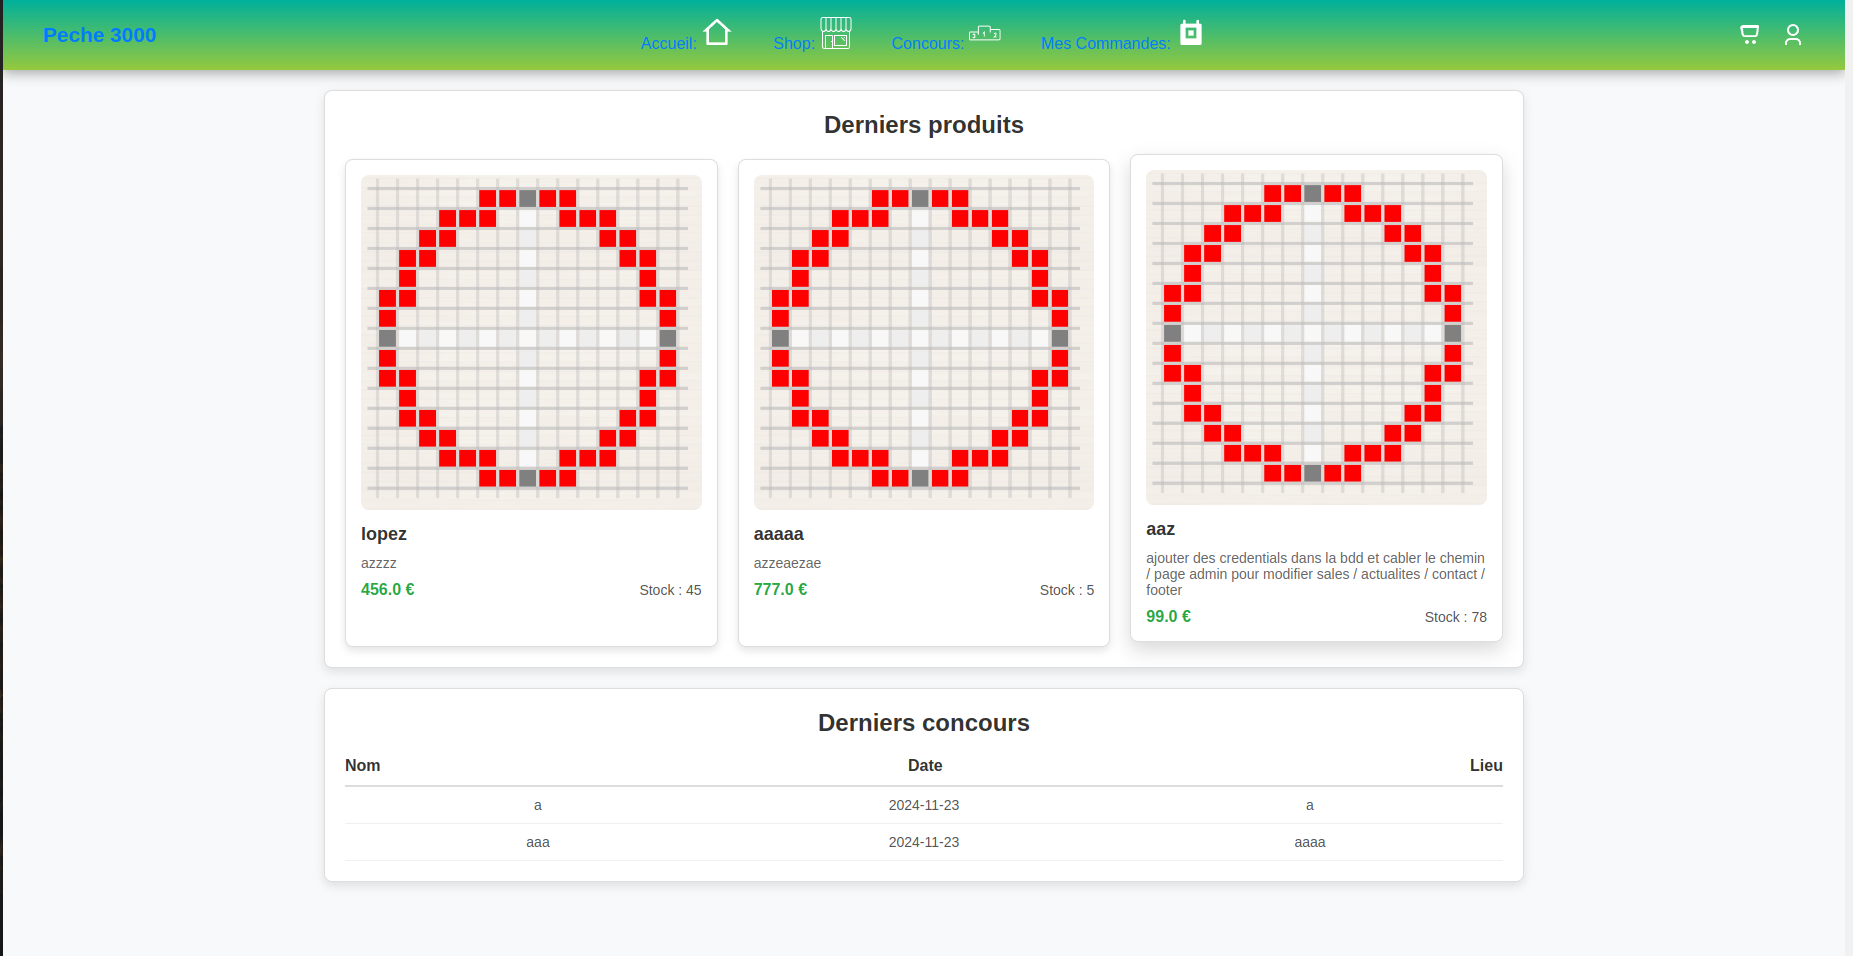 Peche 3000
Accueil:
Shop:
Concours:
Mes Commandes:
Derniers produits
lopez
azzzz
456.0 €
Stock : 45
aaaaa
azzeaezae
777.0 €
Stock : 5
aaz
ajouter des credentials dans la bdd et cabler le chemin
/ page admin pour modifier sales / actualites / contact /
footer
99.0 €
Stock : 78
Derniers concours
Nom Date Lieu
a 2024-11-23 a
aaa 2024-11-23 aaaa